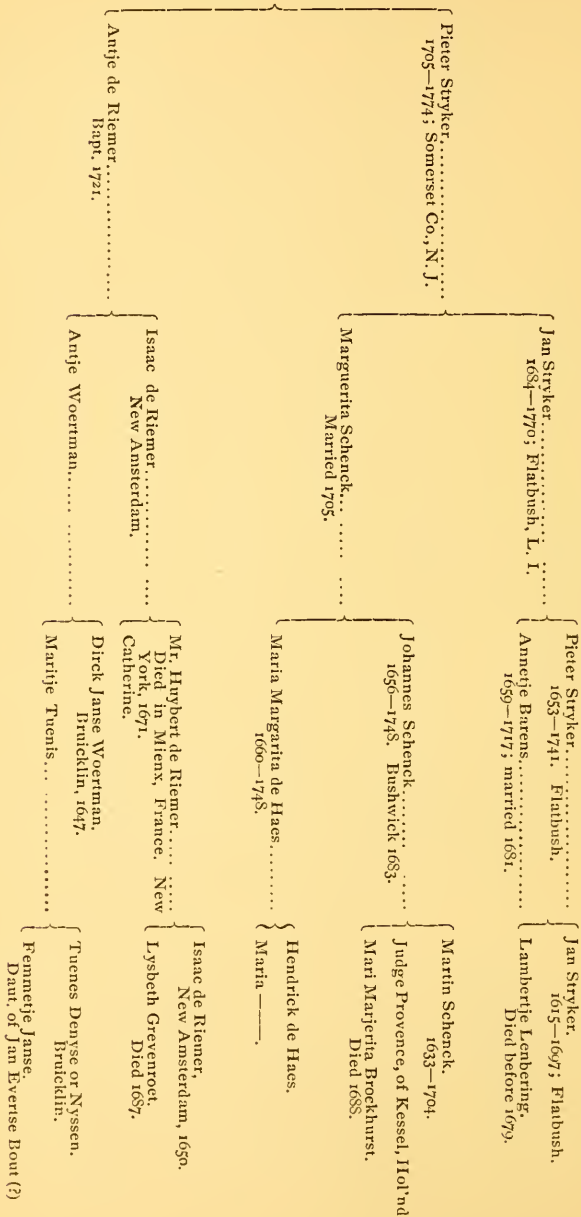 Pieter Stryker
1705—1774; Somerset Co., N. J.
Antje de Riemer
Bapt. 1721.
Jan Stryker
1684—1770; Flatbush, L. I.
Marguerita Schenck
Married 1705.
Isaac de Riemer
New Amsterdam.
Antje Woertman
Pieter Stryker
1653—1741. Flatbush.
Annetje Barens
1659—1717; married 1681.
Johannes Schenck
1656—1748. Bushwick 1683.
Maria Margarita de Haes
1660—1748.
Mr. Huybert de Riemer
Died in Mienx, France. New
York, 1671.
Catherine.
Dirck Janse Woertman.
Bruicklin, 1647.
Maritje Tuenis
Jan Stryker.
1615—1697; Flatbush.
Lambertje Lenbering,
Died before 1679.
Martin Schenck.
1633—1704.
Judge Provence, of Kessel, Hol'nd
Mari Marjerita Brockhurst.
Died 1688.
Hendrick de Haes.
Maria ——.
Isaac de Riemer,
New Amsterdam, 1650.
Lysbeth Grevenroet,
Died 1687.
Tuenes Denyse or Nyssen.
Bruicklin.
Femmetje Janse,
Daut. of Jan Evertse Bout (?)